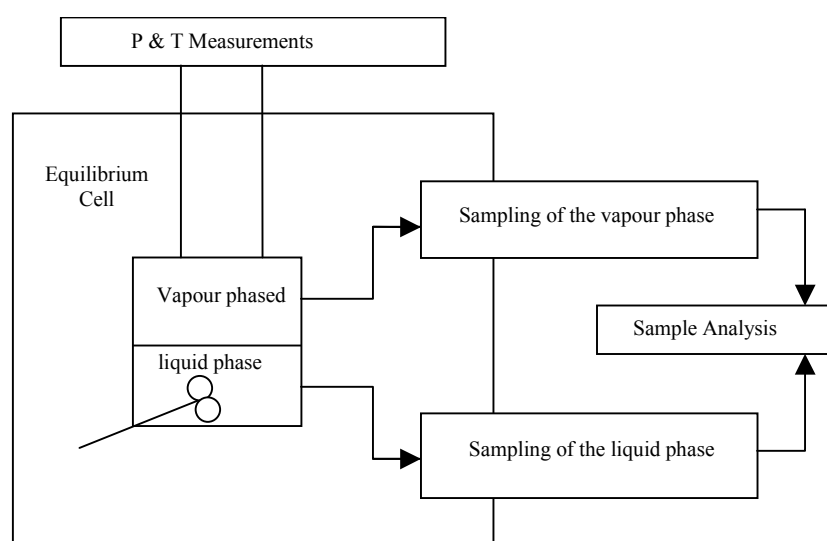 P & T Measurements
Equilibrium
Cell
Sampling of the vapour phase
Vapour phased
Sample Analysis
liquid phase
Sampling of the liquid phase